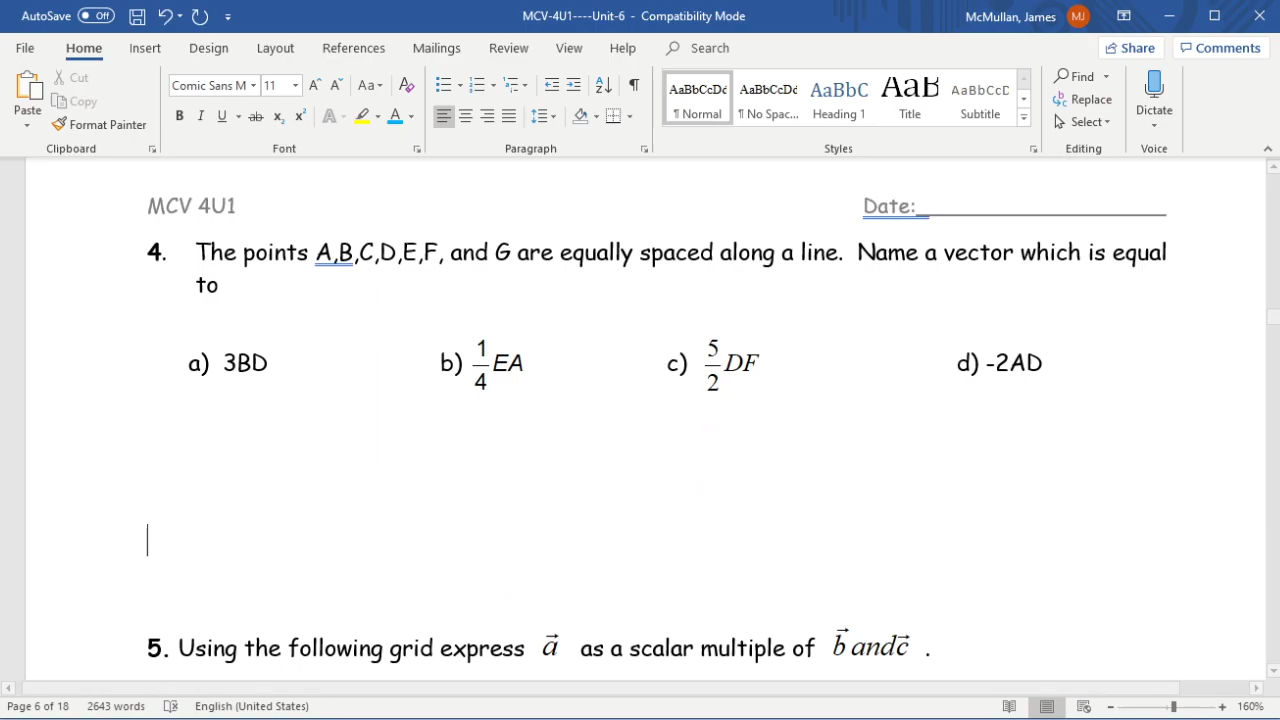 AutoSave Off MCV-4U1----Unit-6 - Compatibility Mode McMullan, James MJ
File Home Insert Design Layout References Mailings Review View Help Search Share Comments
Paste Cut Copy Format Painter
Comic Sans M 11
AaBbCcDd AaBbCcDd AaBbC AaB AaBbCcD
¶ Normal ¶ No Spac... Heading 1 Title Subtitle
Find Replace Select
Dictate
Clipboard Font Paragraph Styles Editing Voice
MCV 4U1 Date:____________________
4. The points A,B,C,D,E,F, and G are equally spaced along a line. Name a vector which is equal
to
a) 3BD b) 1/4 EA c) 5/2 DF d) -2AD
5. Using the following grid express a⃗ as a scalar multiple of b⃗ and c⃗ .
Page 6 of 18 2643 words English (United States) 160%